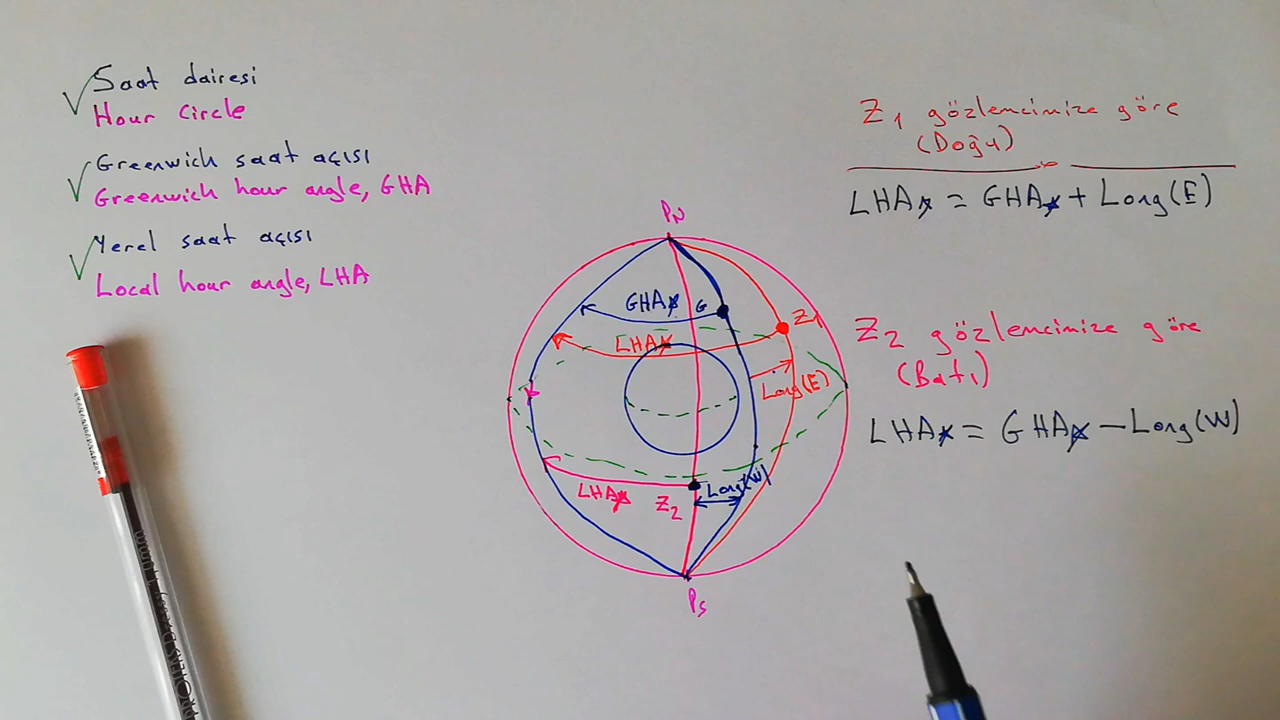 Saat dairesi
Hour Circle
Greenwich saat açısı
Greenwich hour angle, GHA
Yerel saat açısı
Local hour angle, LHA
Z1 gözlemcimize göre
(Doğu)
LHA☆ = GHA☆ + Long(E)
Z2 gözlemcimize göre
(Batı)
LHA☆ = GHA☆ – Long(W)
PN
GHA☆
G
Z1
LHA☆
Long(E)
LHA☆
Z2
Long(W)
PS